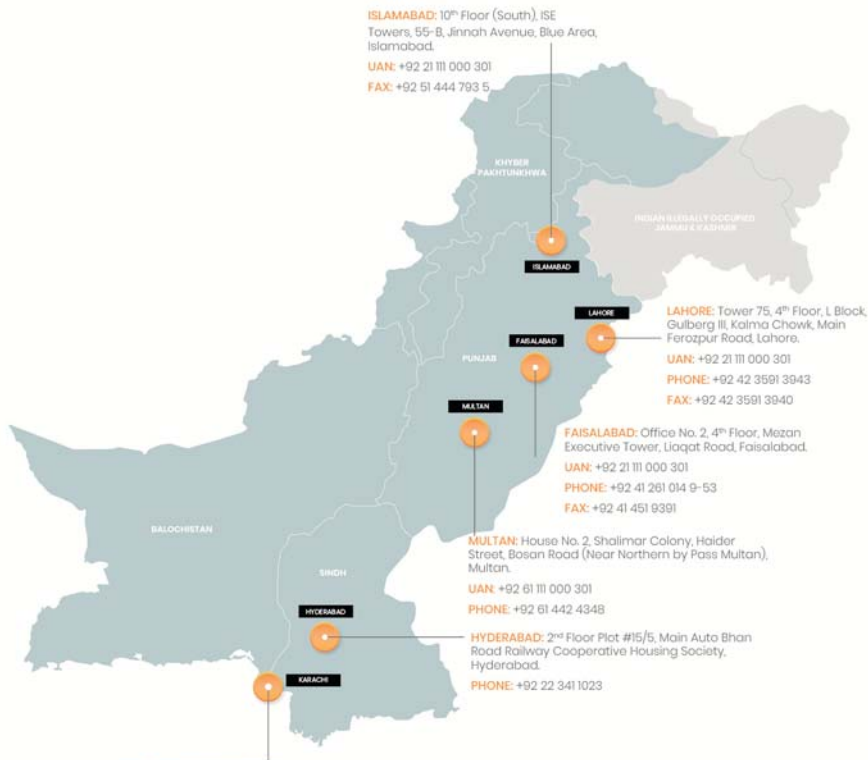 ISLAMABAD: 10th Floor (South), ISE
Towers, 55-B, Jinnah Avenue, Blue Area,
Islamabad.
UAN: +92 21 111 000 301
FAX: +92 51 444 793 5
KHYBER
PAKHTUNKHWA
INDIAN ILLEGALLY OCCUPIED
JAMMU & KASHMIR
ISLAMABAD
LAHORE
LAHORE: Tower 75, 4th Floor, L Block,
Gulberg III, Kalma Chowk, Main
Ferozpur Road, Lahore.
UAN: +92 21 111 000 301
PHONE: +92 42 3591 3943
FAX: +92 42 3591 3940
FAISALABAD
PUNJAB
MULTAN
FAISALABAD: Office No. 2, 4th Floor, Mezan
Executive Tower, Liaqat Road, Faisalabad.
UAN: +92 21 111 000 301
PHONE: +92 41 261 014 9-53
FAX: +92 41 451 9391
BALOCHISTAN
MULTAN: House No. 2, Shalimar Colony, Haider
Street, Bosan Road (Near Northern by Pass Multan),
Multan.
UAN: +92 61 111 000 301
PHONE: +92 61 442 4348
SINDH
HYDERABAD
HYDERABAD: 2nd Floor Plot #15/5, Main Auto Bhan
Road Railway Cooperative Housing Society,
Hyderabad.
PHONE: +92 22 341 1023
KARACHI